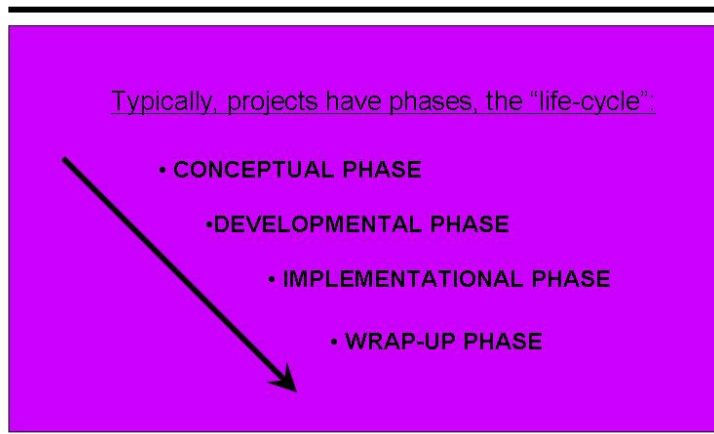 Typically, projects have phases, the “life-cycle”:
• CONCEPTUAL PHASE
•DEVELOPMENTAL PHASE
• IMPLEMENTATIONAL PHASE
• WRAP-UP PHASE